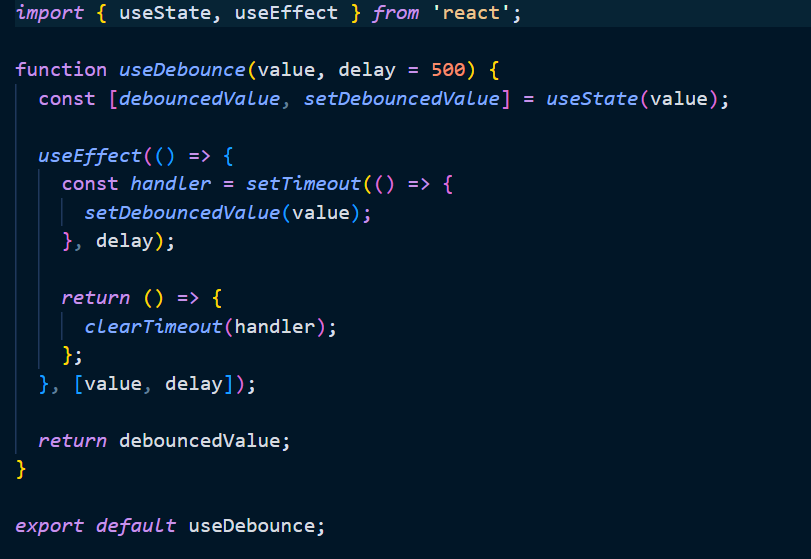 import { useState, useEffect } from 'react';
function useDebounce(value, delay = 500) {
const [debouncedValue, setDebouncedValue] = useState(value);
useEffect(() => {
const handler = setTimeout(() => {
setDebouncedValue(value);
}, delay);
return () => {
clearTimeout(handler);
};
}, [value, delay]);
return debouncedValue;
}
export default useDebounce;